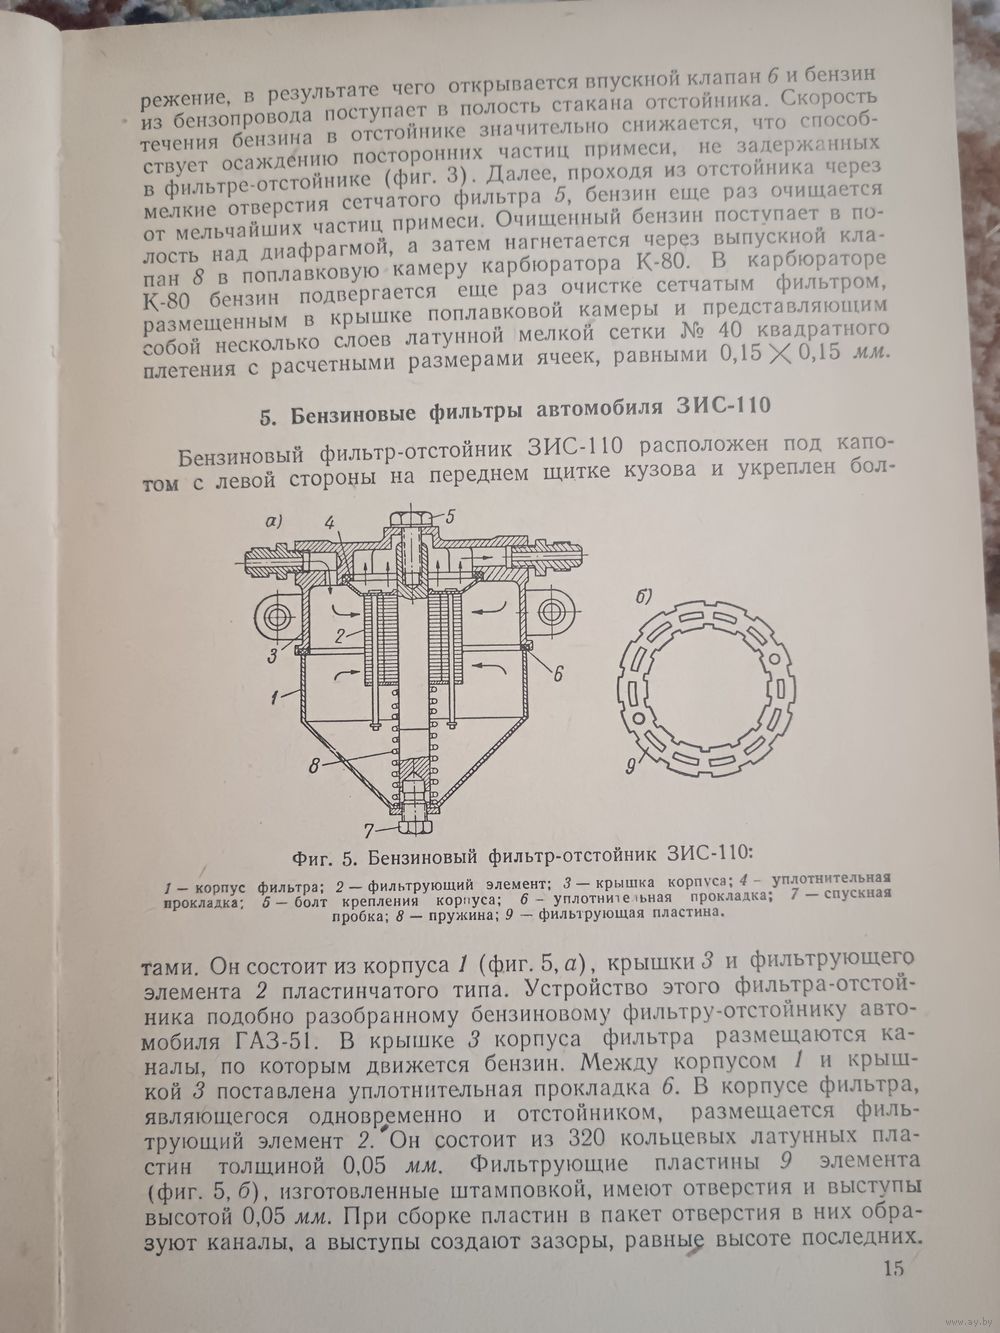 режение, в результате чего открывается впускной клапан 6 и бензин
из бензопровода поступает в полость стакана отстойника. Скорость
течения бензина в отстойнике значительно снижается, что способ-
ствует осаждению посторонних частиц примеси, не задержанных
в фильтре-отстойнике (фиг. 3). Далее, проходя из отстойника через
мелкие отверстия сетчатого фильтра 5, бензин еще раз очищается
от мельчайших частиц примеси. Очищенный бензин поступает в по-
лость над диафрагмой, а затем нагнетается через выпускной кла-
пан 8 в поплавковую камеру карбюратора К-80. В карбюраторе
К-80 бензин подвергается еще раз очистке сетчатым фильтром,
размещенным в крышке поплавковой камеры и представляющим
собой несколько слоев латунной мелкой сетки № 40 квадратного
плетения с расчетными размерами ячеек, равными 0,15 × 0,15 мм.
5. Бензиновые фильтры автомобиля ЗИС-110
Бензиновый фильтр-отстойник ЗИС-110 расположен под капо-
том с левой стороны на переднем щитке кузова и укреплен бол-
а)
4
5
б)
2
3
6
1
8
9
7
Фиг. 5. Бензиновый фильтр-отстойник ЗИС-110:
1 — корпус фильтра; 2 — фильтрующий элемент; 3 — крышка корпуса; 4 — уплотнительная
прокладка; 5 — болт крепления корпуса; 6 — уплотнительная прокладка; 7 — спускная
пробка; 8 — пружина; 9 — фильтрующая пластина.
тами. Он состоит из корпуса 1 (фиг. 5, а), крышки 3 и фильтрующего
элемента 2 пластинчатого типа. Устройство этого фильтра-отстой-
ника подобно разобранному бензиновому фильтру-отстойнику авто-
мобиля ГАЗ-51. В крышке 3 корпуса фильтра размещаются ка-
налы, по которым движется бензин. Между корпусом 1 и крыш-
кой 3 поставлена уплотнительная прокладка 6. В корпусе фильтра,
являющегося одновременно и отстойником, размещается филь-
трующий элемент 2. Он состоит из 320 кольцевых латунных пла-
стин толщиной 0,05 мм. Фильтрующие пластины 9 элемента
(фиг. 5, б), изготовленные штамповкой, имеют отверстия и выступы
высотой 0,05 мм. При сборке пластин в пакет отверстия в них обра-
зуют каналы, а выступы создают зазоры, равные высоте последних.
15
www.ay.by